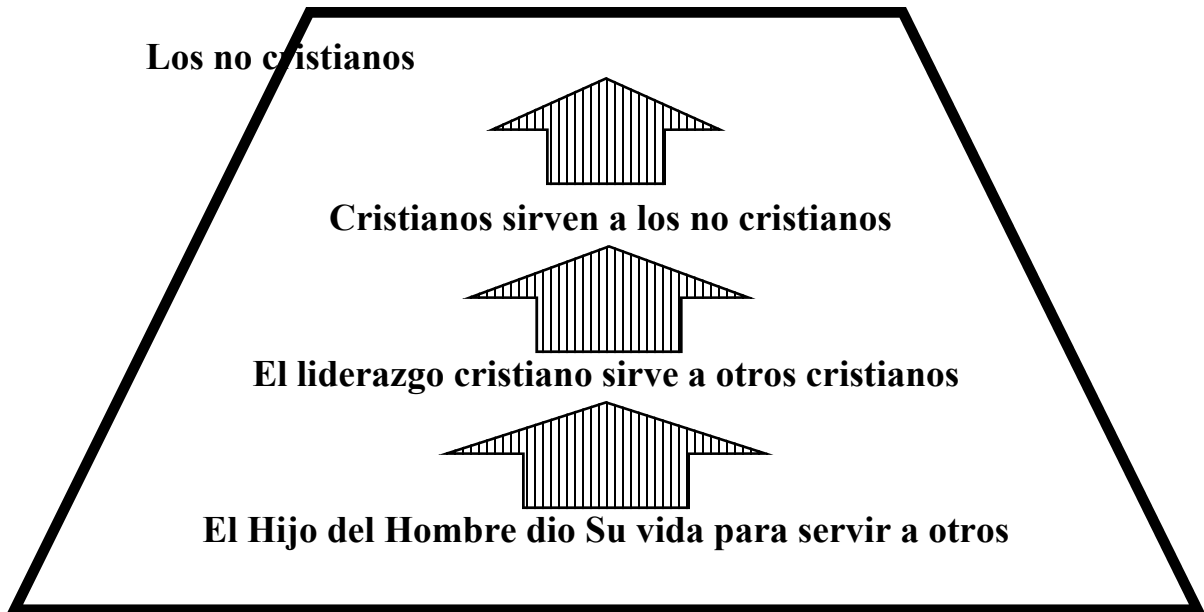 Los no cristianos
Cristianos sirven a los no cristianos
El liderazgo cristiano sirve a otros cristianos
El Hijo del Hombre dio Su vida para servir a otros